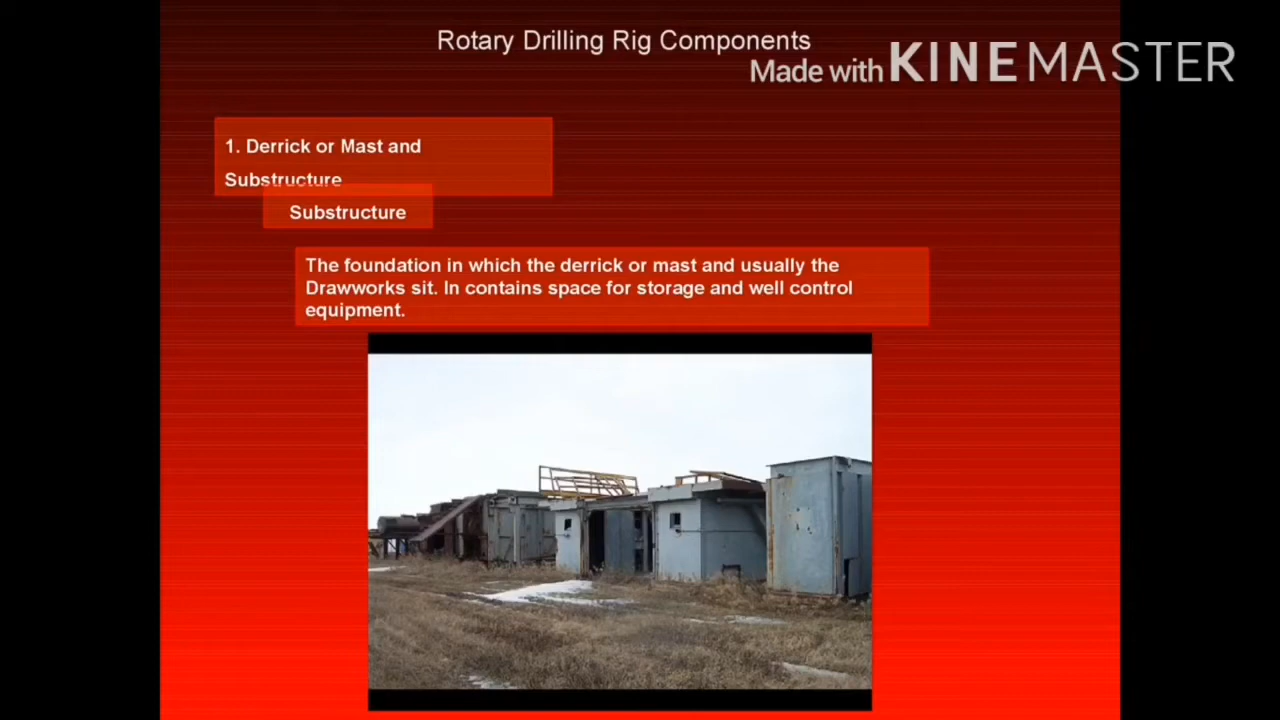 Rotary Drilling Rig Components
Made with KINEMASTER
1. Derrick or Mast and
Substructure
Substructure
The foundation in which the derrick or mast and usually the
Drawworks sit. In contains space for storage and well control
equipment.